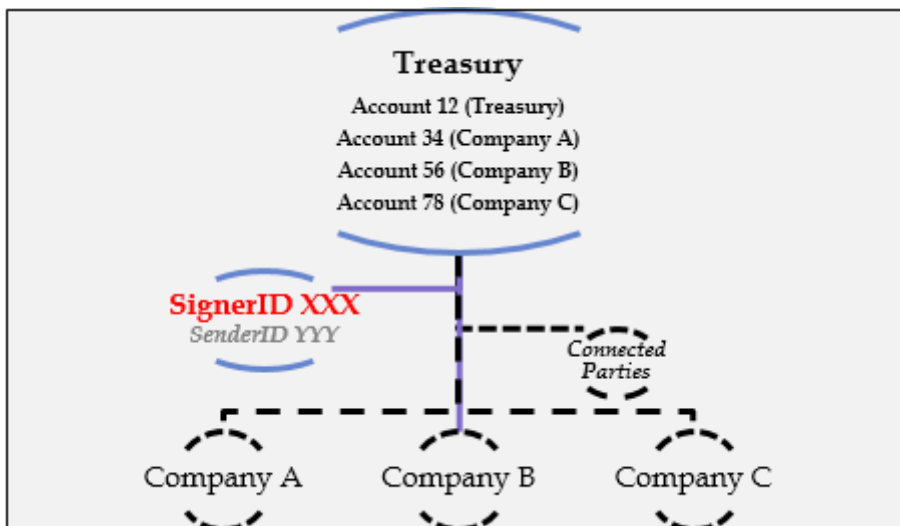 Treasury
Account 12 (Treasury)
Account 34 (Company A)
Account 56 (Company B)
Account 78 (Company C)
SignerID XXX
SenderID YYY
Connected
Parties
Company A
Company B
Company C